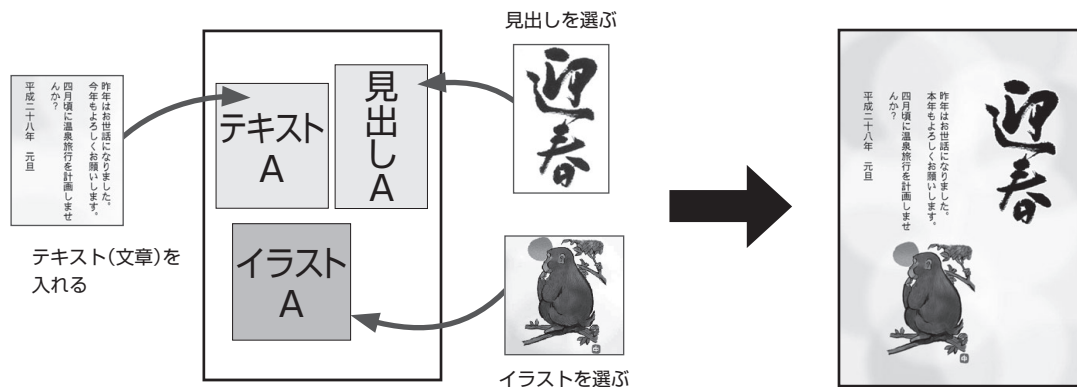 昨年はお世話になりました。
今年もよろしくお願いします。
四月頃に温泉旅行を計画しませ
んか？
平成二十八年　元旦
テキスト（文章）を
入れる
テキスト
A
見出しA
イラスト
A
見出しを選ぶ
迎春
イラストを選ぶ
申
迎春
昨年はお世話になりました。
本年もよろしくお願いします。
四月頃に温泉旅行を計画しませ
んか？
平成二十八年　元旦
申